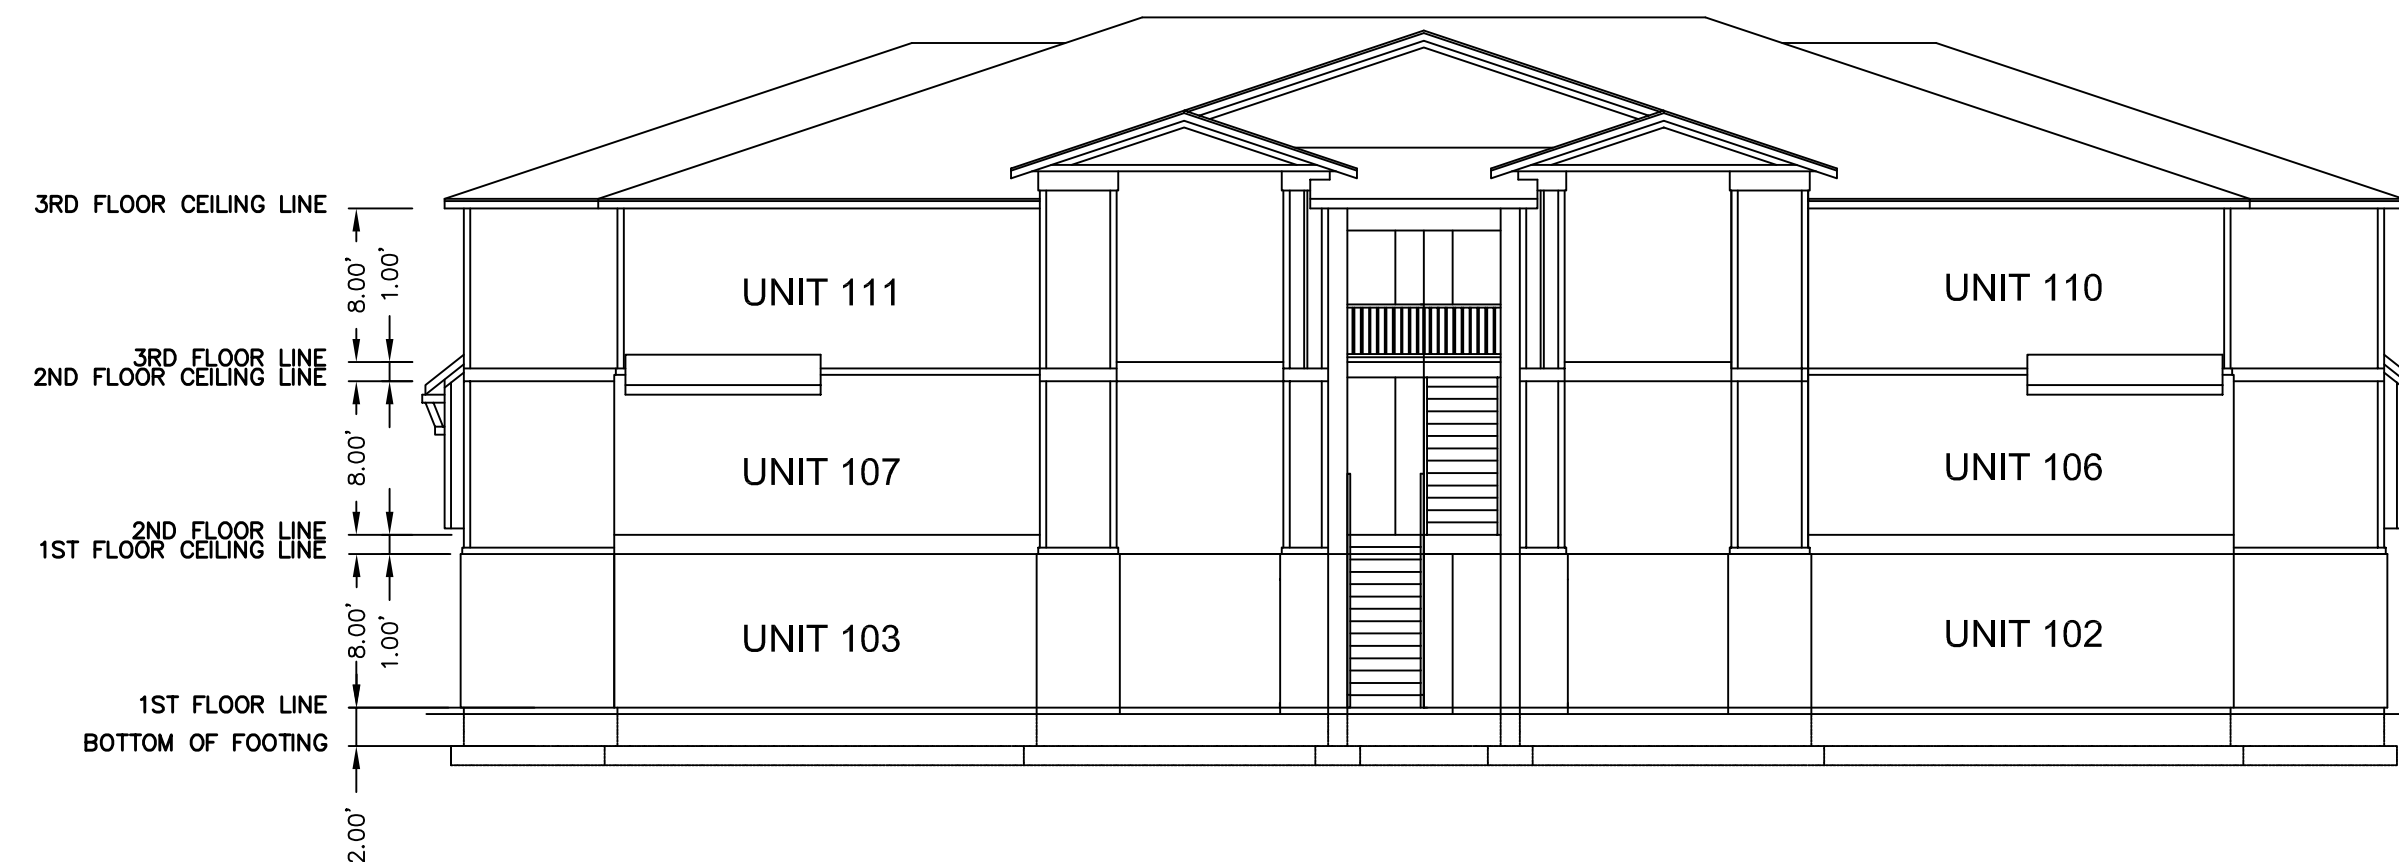 3RD FLOOR CEILING LINE
8.00'
1.00'
UNIT 111
UNIT 110
3RD FLOOR LINE
2ND FLOOR CEILING LINE
8.00'
UNIT 107
UNIT 106
2ND FLOOR LINE
1ST FLOOR CEILING LINE
8.00'
1.00'
UNIT 103
UNIT 102
1ST FLOOR LINE
BOTTOM OF FOOTING
2.00'